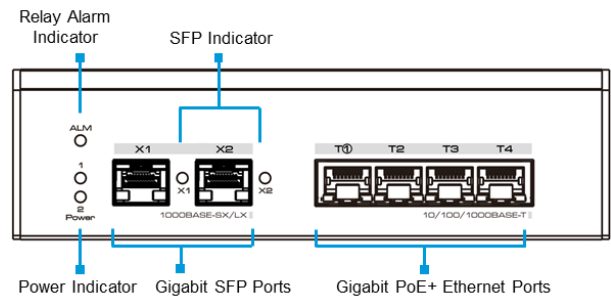 Relay Alarm
Indicator
SFP Indicator
ALM
X1
X2
T①
T2
T3
T4
1
X1
X2
2
Power
1000BASE-SX/LX
10/100/1000BASE-T
Power Indicator
Gigabit SFP Ports
Gigabit PoE+ Ethernet Ports